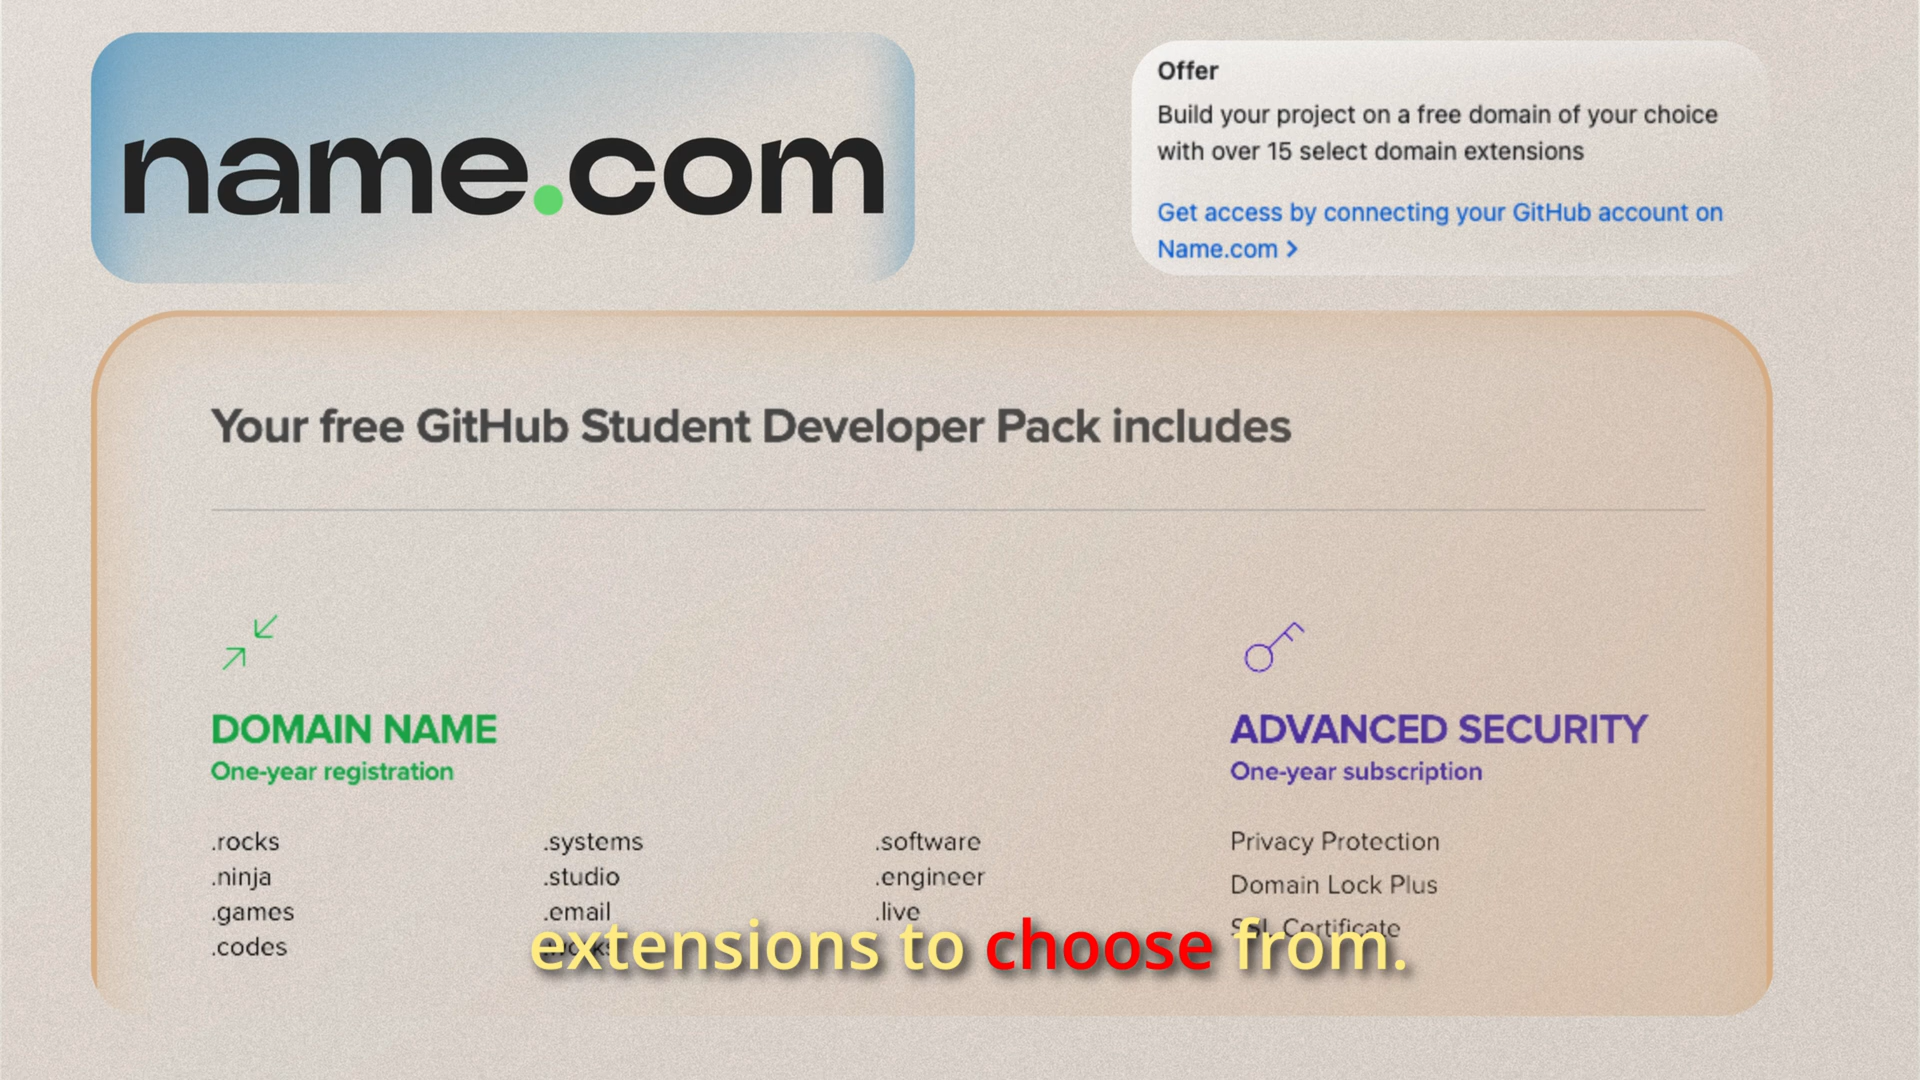 name.com
Offer
Build your project on a free domain of your choice
with over 15 select domain extensions
Get access by connecting your GitHub account on
Name.com >
Your free GitHub Student Developer Pack includes
DOMAIN NAME
One-year registration
.rocks
.ninja
.games
.codes
.systems
.studio
.email
.software
.engineer
.live
ADVANCED SECURITY
One-year subscription
Privacy Protection
Domain Lock Plus
SSL Certificate
extensions to choose from.